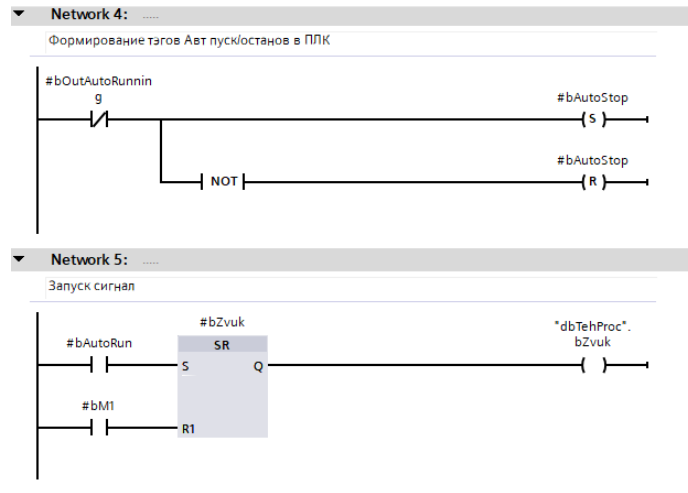 Network 4: .....
Формирование тэгов Авт пуск/останов в ПЛК
#bOutAutoRunnin
g
#bAutoStop
S
#bAutoStop
NOT
R
Network 5: .....
Запуск сигнал
#bZvuk
"dbTehProc".
bZvuk
#bAutoRun
SR
S Q
#bM1
R1